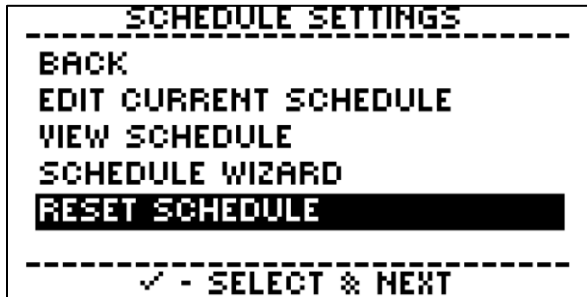 SCHEDULE SETTINGS
BACK
EDIT CURRENT SCHEDULE
VIEW SCHEDULE
SCHEDULE WIZARD
RESET SCHEDULE
✓ - SELECT & NEXT